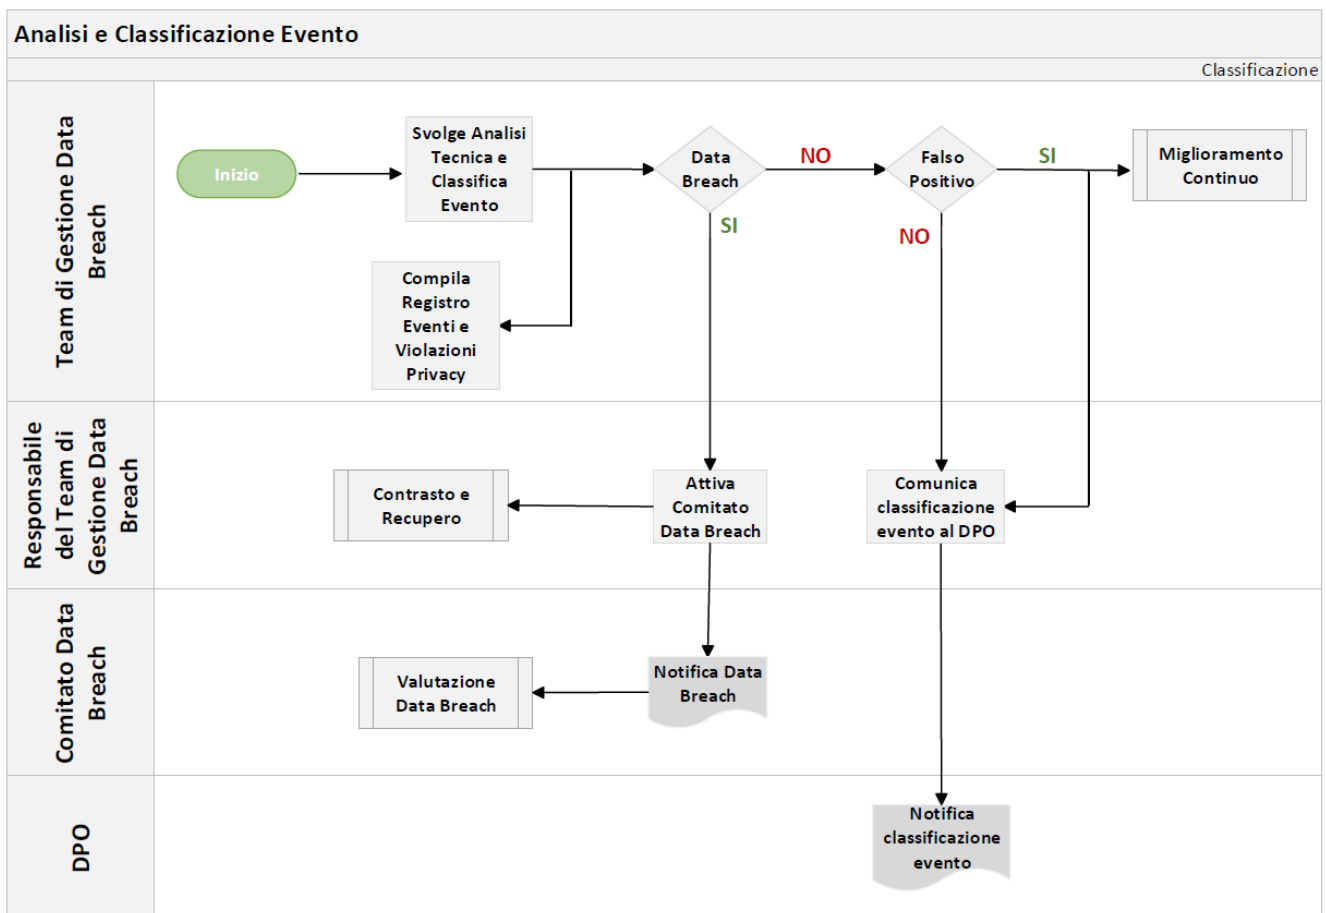 Analisi e Classificazione Evento
Classificazione
Team di Gestione Data
Breach
Inizio
Svolge Analisi
Tecnica e
Classifica
Evento
Data
Breach
NO
Falso
Positivo
SI
Miglioramento
Continuo
SI
NO
Compila
Registro
Eventi e
Violazioni
Privacy
Responsabile
del Team di
Gestione Data
Breach
Contrasto e
Recupero
Attiva
Comitato
Data Breach
Comunica
classificazione
evento al DPO
Comitato Data
Breach
Valutazione
Data Breach
Notifica Data
Breach
DPO
Notifica
classificazione
evento